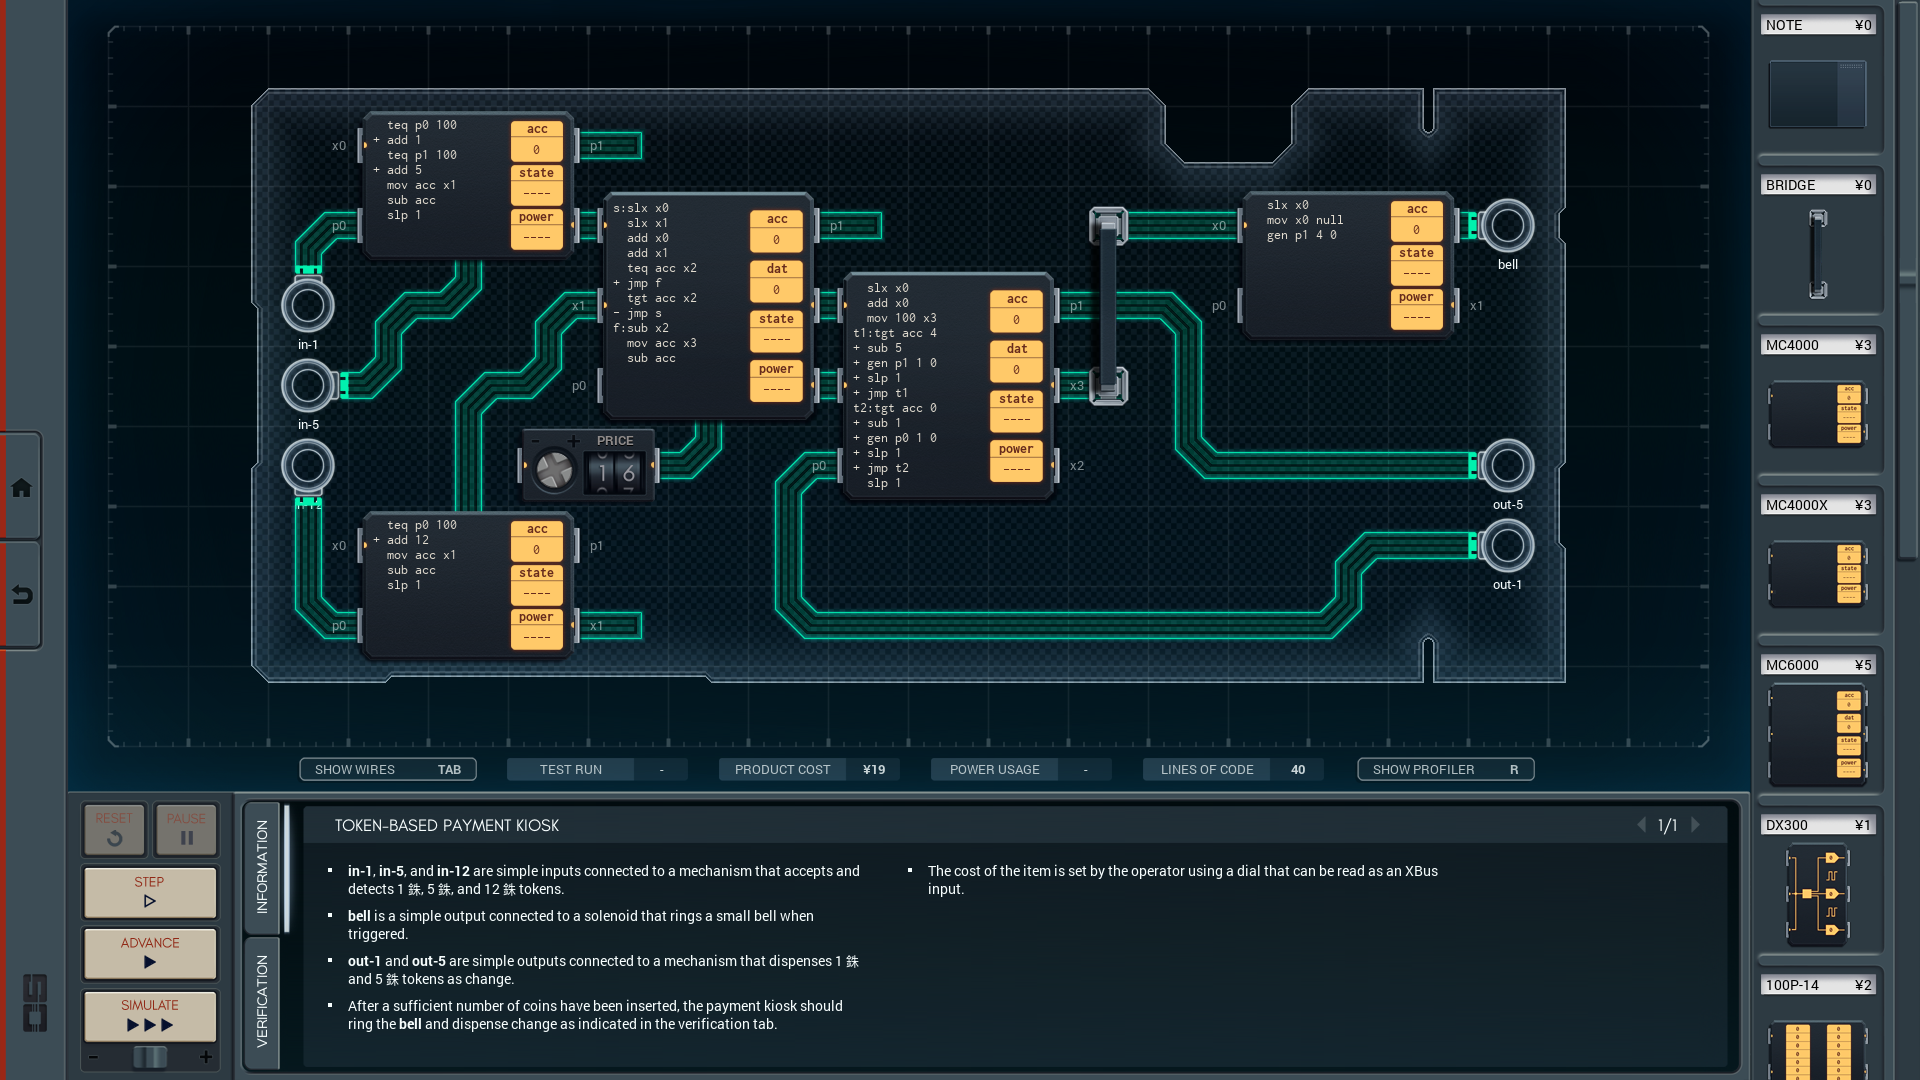 NOTE ¥0
BRIDGE ¥0
MC4000 ¥3
MC4000X ¥3
MC6000 ¥5
DX300 ¥1
100P-14 ¥2
x0
p0
p1
teq p0 100
+ add 1
teq p1 100
+ add 5
mov acc x1
sub acc
slp 1
acc
0
state
----
power
----
in-1
in-5
s:slx x0
slx x1
add x0
add x1
teq acc x2
+ jmp f
tgt acc x2
- jmp s
f:sub x2
mov acc x3
sub acc
acc
0
dat
0
state
----
power
----
x1
p0
p1
PRICE
- +
16
slx x0
add x0
mov 100 x3
t1:tgt acc 4
+ sub 5
+ gen p1 1 0
+ slp 1
+ jmp t1
t2:tgt acc 0
+ sub 1
+ gen p0 1 0
+ slp 1
+ jmp t2
slp 1
acc
0
dat
0
state
----
power
----
p1
x3
x2
p0
slx x0
mov x0 null
gen p1 4 0
acc
0
state
----
power
----
x0
p0
x1
bell
out-5
out-1
teq p0 100
+ add 12
mov acc x1
sub acc
slp 1
acc
0
state
----
power
----
x0
p0
p1
x1
SHOW WIRES TAB
TEST RUN -
PRODUCT COST ¥19
POWER USAGE -
LINES OF CODE 40
SHOW PROFILER R
RESET
PAUSE
STEP
ADVANCE
SIMULATE
- +
INFORMATION
VERIFICATION
TOKEN-BASED PAYMENT KIOSK
1/1
▪ in-1, in-5, and in-12 are simple inputs connected to a mechanism that accepts and
detects 1 銖, 5 銖, and 12 銖 tokens.
▪ bell is a simple output connected to a solenoid that rings a small bell when
triggered.
▪ out-1 and out-5 are simple outputs connected to a mechanism that dispenses 1 銖
and 5 銖 tokens as change.
▪ After a sufficient number of coins have been inserted, the payment kiosk should
ring the bell and dispense change as indicated in the verification tab.
▪ The cost of the item is set by the operator using a dial that can be read as an XBus
input.